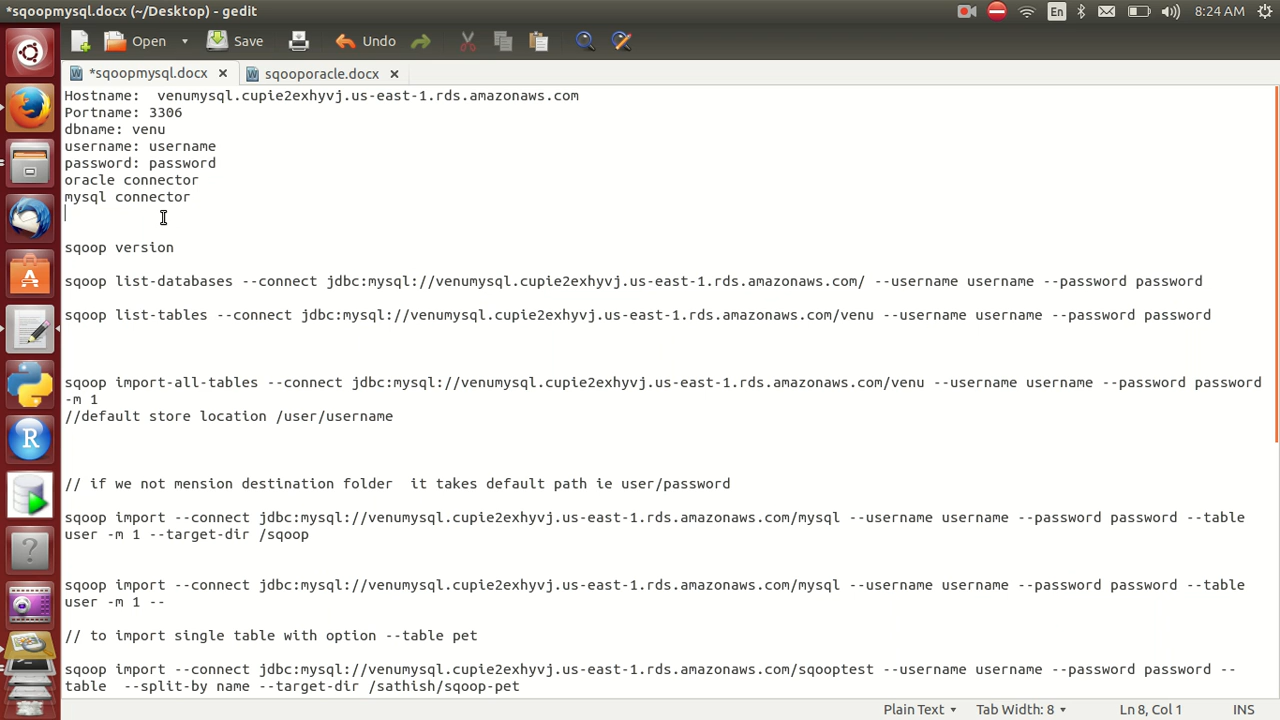 *sqoopmysql.docx (~/Desktop) - gedit
En
8:24 AM
Open
Save
Undo
*sqoopmysql.docx ×
sqooporacle.docx ×
Hostname:  venumysql.cupie2exhyvj.us-east-1.rds.amazonaws.com
Portname: 3306
dbname: venu
username: username
password: password
oracle connector
mysql connector
sqoop version
sqoop list-databases --connect jdbc:mysql://venumysql.cupie2exhyvj.us-east-1.rds.amazonaws.com/ --username username --password password
sqoop list-tables --connect jdbc:mysql://venumysql.cupie2exhyvj.us-east-1.rds.amazonaws.com/venu --username username --password password
sqoop import-all-tables --connect jdbc:mysql://venumysql.cupie2exhyvj.us-east-1.rds.amazonaws.com/venu --username username --password password
-m 1
//default store location /user/username
// if we not mension destination folder  it takes default path ie user/password
sqoop import --connect jdbc:mysql://venumysql.cupie2exhyvj.us-east-1.rds.amazonaws.com/mysql --username username --password password --table
user -m 1 --target-dir /sqoop
sqoop import --connect jdbc:mysql://venumysql.cupie2exhyvj.us-east-1.rds.amazonaws.com/mysql --username username --password password --table
user -m 1 --
// to import single table with option --table pet
sqoop import --connect jdbc:mysql://venumysql.cupie2exhyvj.us-east-1.rds.amazonaws.com/sqooptest --username username --password password --
table  --split-by name --target-dir /sathish/sqoop-pet
Plain Text
Tab Width: 8
Ln 8, Col 1
INS